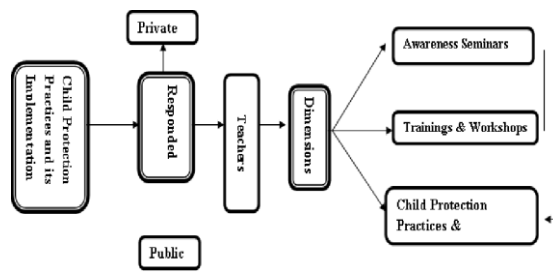 Private
Child Protection
Practices and its
Implementation
Responded
Teachers
Dimensions
Awareness Seminars
Trainings & Workshops
Child Protection
Practices &
Public